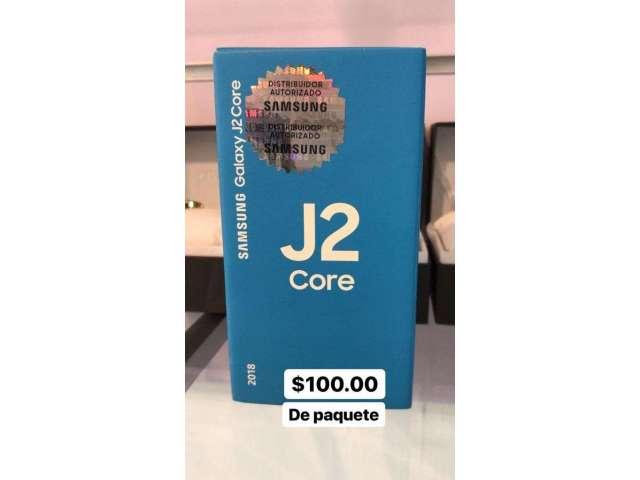 DISTRIBUIDOR
AUTORIZADO
SAMSUNG
DISTRIBUIDOR
AUTORIZADO
SAMSUNG
SAMSUNG Galaxy J2 Core
J2
Core
2018
$100.00
De paquete